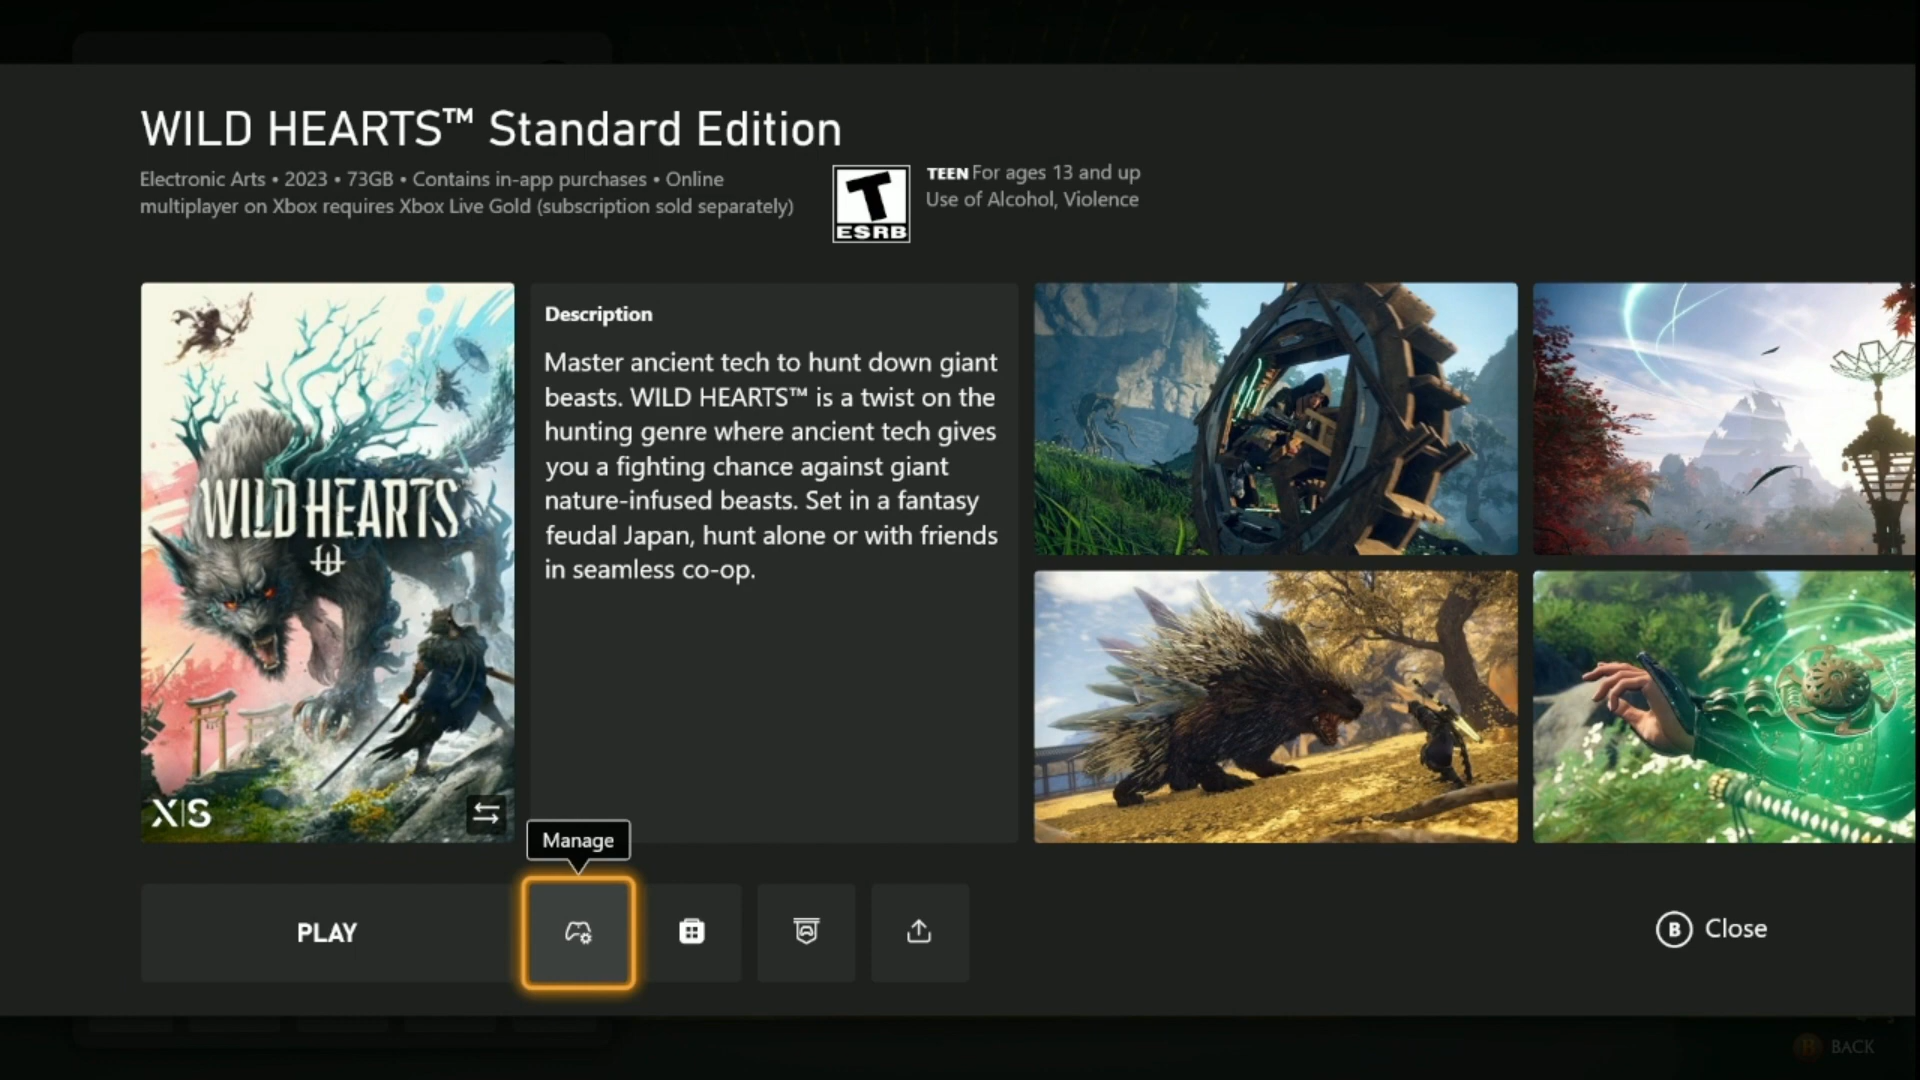 WILD HEARTS™ Standard Edition
Electronic Arts • 2023 • 73GB • Contains in-app purchases • Online
multiplayer on Xbox requires Xbox Live Gold (subscription sold separately)
T
ESRB
TEEN For ages 13 and up
Use of Alcohol, Violence
WILD HEARTS™
X|S
Description
Master ancient tech to hunt down giant
beasts. WILD HEARTS™ is a twist on the
hunting genre where ancient tech gives
you a fighting chance against giant
nature-infused beasts. Set in a fantasy
feudal Japan, hunt alone or with friends
in seamless co-op.
Manage
PLAY
B Close
B BACK